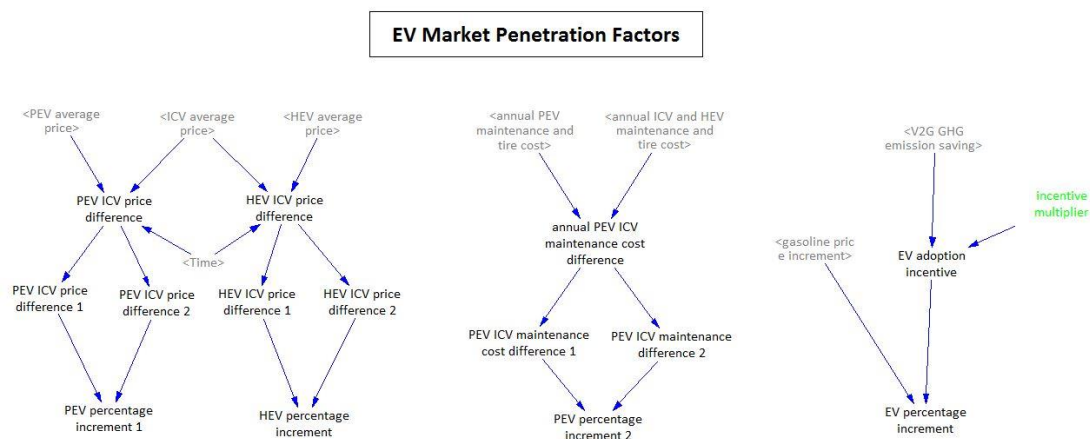 EV Market Penetration Factors
<PEV average
price>
<ICV average
price>
<HEV average
price>
PEV ICV price
difference
HEV ICV price
difference
<Time>
PEV ICV price
difference 1
PEV ICV price
difference 2
HEV ICV price
difference 1
HEV ICV price
difference 2
PEV percentage
increment 1
HEV percentage
increment
<annual PEV
maintenance and
tire cost>
<annual ICV and HEV
maintenance and
tire cost>
annual PEV ICV
maintenance cost
difference
PEV ICV maintenance
cost difference 1
PEV ICV maintenance
difference 2
PEV percentage
increment 2
<V2G GHG
emission saving>
incentive
multiplier
<gasoline pric
e increment>
EV adoption
incentive
EV percentage
increment